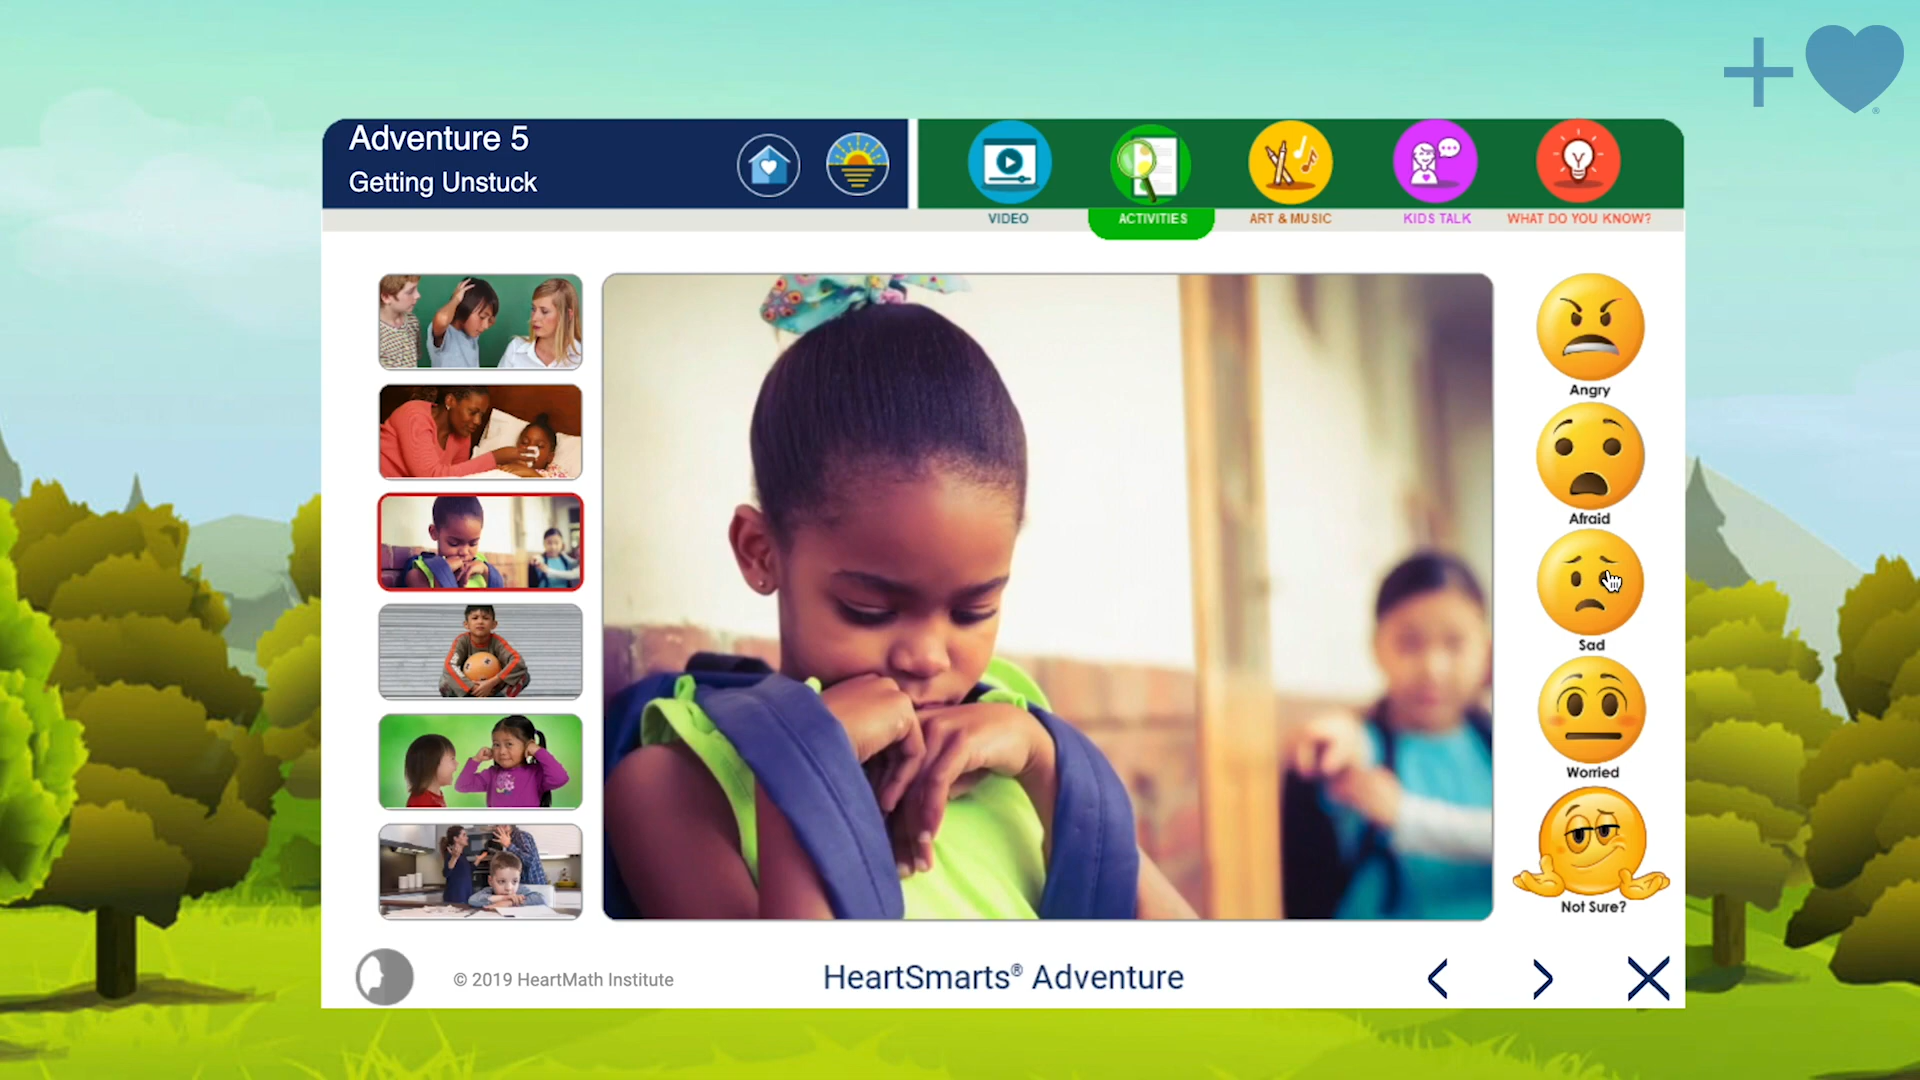 Adventure 5
Getting Unstuck
VIDEO
ACTIVITIES
ART & MUSIC
KIDS TALK
WHAT DO YOU KNOW?
Angry
Afraid
Sad
Worried
Not Sure?
© 2019 HeartMath Institute
HeartSmarts® Adventure
®